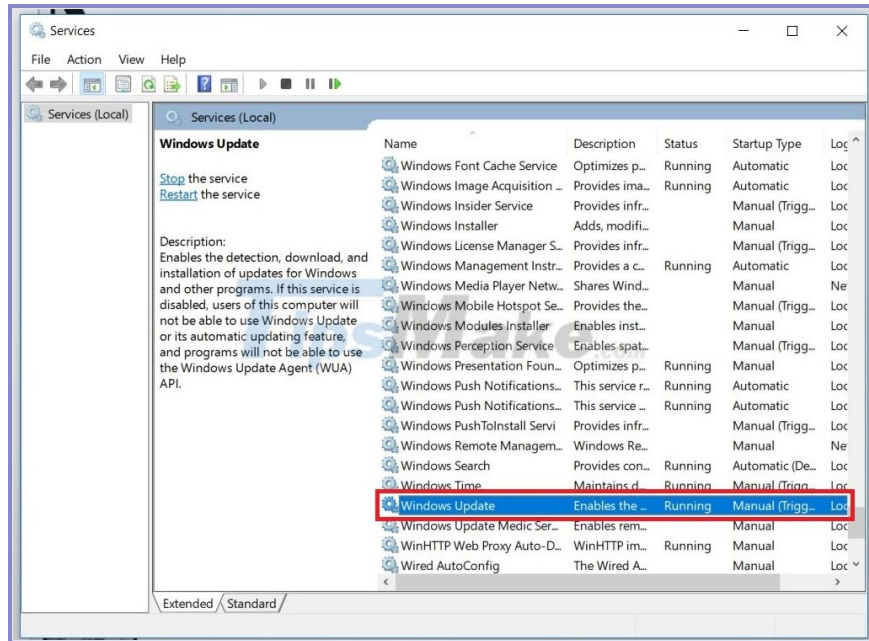 Services
File Action View Help
Services (Local)
Services (Local)
Windows Update
Stop the service
Restart the service
Description:
Enables the detection, download, and
installation of updates for Windows
and other programs. If this service is
disabled, users of this computer will
not be able to use Windows Update
or its automatic updating feature,
and programs will not be able to use
the Windows Update Agent (WUA)
API.
Name Description Status Startup Type Log
Windows Font Cache Service Optimizes p... Running Automatic Loc
Windows Image Acquisition ... Provides ima... Running Automatic Loc
Windows Insider Service Provides infr... Manual (Trigg... Loc
Windows Installer Adds, modifi... Manual Loc
Windows License Manager S... Provides infr... Manual (Trigg... Loc
Windows Management Instr... Provides a c... Running Automatic Loc
Windows Media Player Netw... Shares Wind... Manual Ne
Windows Mobile Hotspot Se... Provides the... Manual (Trigg... Loc
Windows Modules Installer Enables inst... Manual Loc
Windows Perception Service Enables spat... Manual (Trigg... Loc
Windows Presentation Foun... Optimizes p... Running Manual Loc
Windows Push Notifications... This service r... Running Automatic Loc
Windows Push Notifications... This service ... Running Automatic Loc
Windows PushToInstall Servi Provides infr... Manual (Trigg... Loc
Windows Remote Managem... Windows Re... Manual Ne
Windows Search Provides con... Running Automatic (De... Loc
Windows Time Maintains d... Running Manual (Trigg... Loc
Windows Update Enables the ... Running Manual (Trigg... Loc
Windows Update Medic Ser... Enables rem... Manual Loc
WinHTTP Web Proxy Auto-D... WinHTTP im... Running Manual Loc
Wired AutoConfig The Wired A... Manual Loc
TipsMake.com
Extended Standard